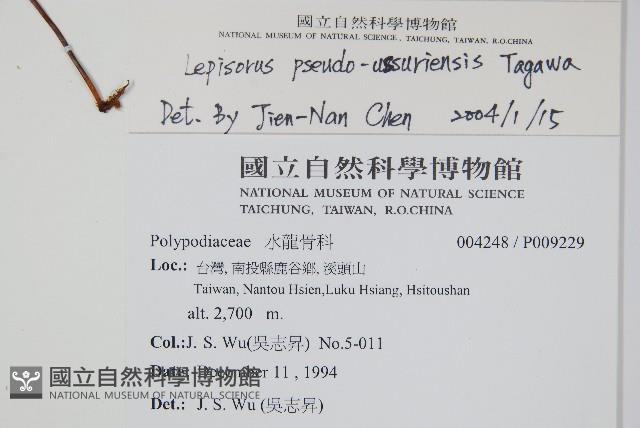 國立自然科學博物館
NATIONAL MUSEUM OF NATURAL SCIENCE, TAICHUNG, TAIWAN, R.O.CHINA
Lepisorus pseudo-ussuriensis Tagawa
Det. By Jien-Nan Chen 2004/1/15
國立自然科學博物館
NATIONAL MUSEUM OF NATURAL SCIENCE
TAICHUNG, TAIWAN, R.O.CHINA
Polypodiaceae 水龍骨科 004248 / P009229
Loc.: 台灣, 南投縣鹿谷鄉, 溪頭山
Taiwan, Nantou Hsien,Luku Hsiang, Hsitoushan
alt. 2,700 m.
Col.:J. S. Wu(吳志昇) No.5-011
Date: December 11 , 1994
國立自然科學博物館
NATIONAL MUSEUM OF NATURAL SCIENCE
Det.: J. S. Wu (吳志昇)